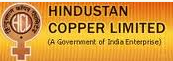 HINDUSTAN
COPPER LIMITED
(A Government of India Enterprise)